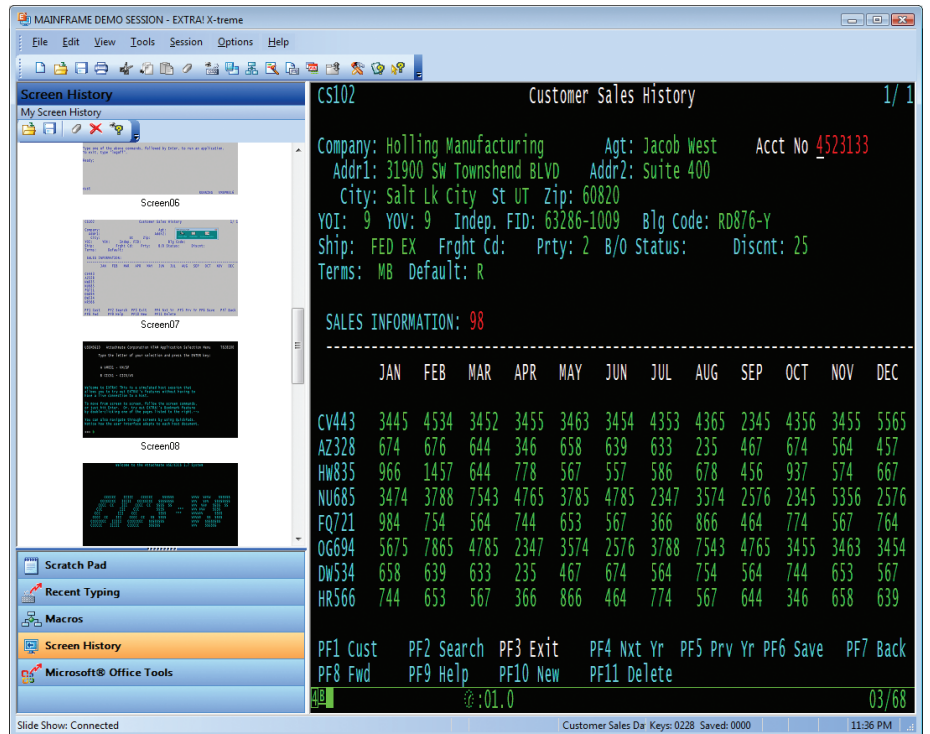 MAINFRAME DEMO SESSION - EXTRA! X-treme
File Edit View Tools Session Options Help
Screen History
My Screen History
Screen06
Screen07
Screen08
Scratch Pad
Recent Typing
Macros
Screen History
Microsoft® Office Tools
CS102 Customer Sales History 1/ 1
Company: Holling Manufacturing Agt: Jacob West Acct No 4523133
Addr1: 31900 SW Townshend BLVD Addr2: Suite 400
City: Salt Lk City St UT Zip: 60820
YOI: 9 YOV: 9 Indep. FID: 63286-1009 Blg Code: RD876-Y
Ship: FED EX Frght Cd: Prty: 2 B/O Status: Discnt: 25
Terms: MB Default: R
SALES INFORMATION: 98
JAN FEB MAR APR MAY JUN JUL AUG SEP OCT NOV DEC
CV443 3445 4534 3452 3455 3463 3454 4353 4365 2345 4356 3455 5565
AZ328 674 676 644 346 658 639 633 235 467 674 564 457
HW835 966 1457 644 778 567 557 586 678 456 937 574 667
NU685 3474 3788 7543 4765 3785 4785 2347 3574 2576 2345 5356 2576
FQ721 984 754 564 744 653 567 366 866 464 774 567 764
OG694 5675 7865 4785 2347 3574 2576 3788 7543 4765 3455 3463 3454
DW534 658 639 633 235 467 674 564 754 564 744 653 567
HR566 744 653 567 366 866 464 774 567 644 346 658 639
PF1 Cust PF2 Search PF3 Exit PF4 Nxt Yr PF5 Prv Yr PF6 Save PF7 Back
PF8 Fwd PF9 Help PF10 New PF11 Delete
4B :01.0 03/68
Slide Show: Connected Customer Sales Da Keys: 0228 Saved: 0000 11:36 PM